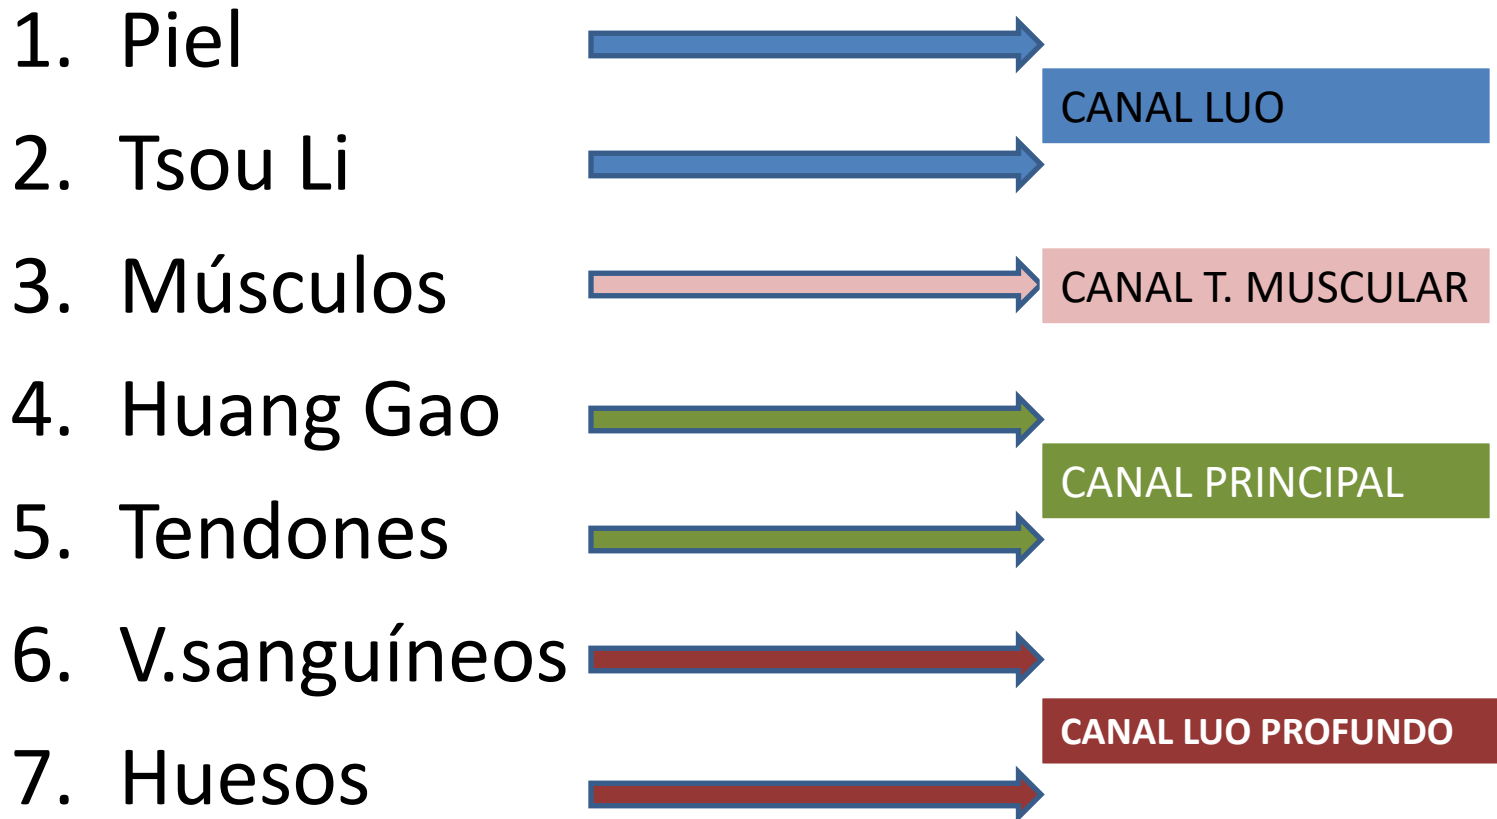 1. Piel
CANAL LUO
2. Tsou Li
3. Músculos
CANAL T. MUSCULAR
4. Huang Gao
CANAL PRINCIPAL
5. Tendones
6. V.sanguíneos
CANAL LUO PROFUNDO
7. Huesos